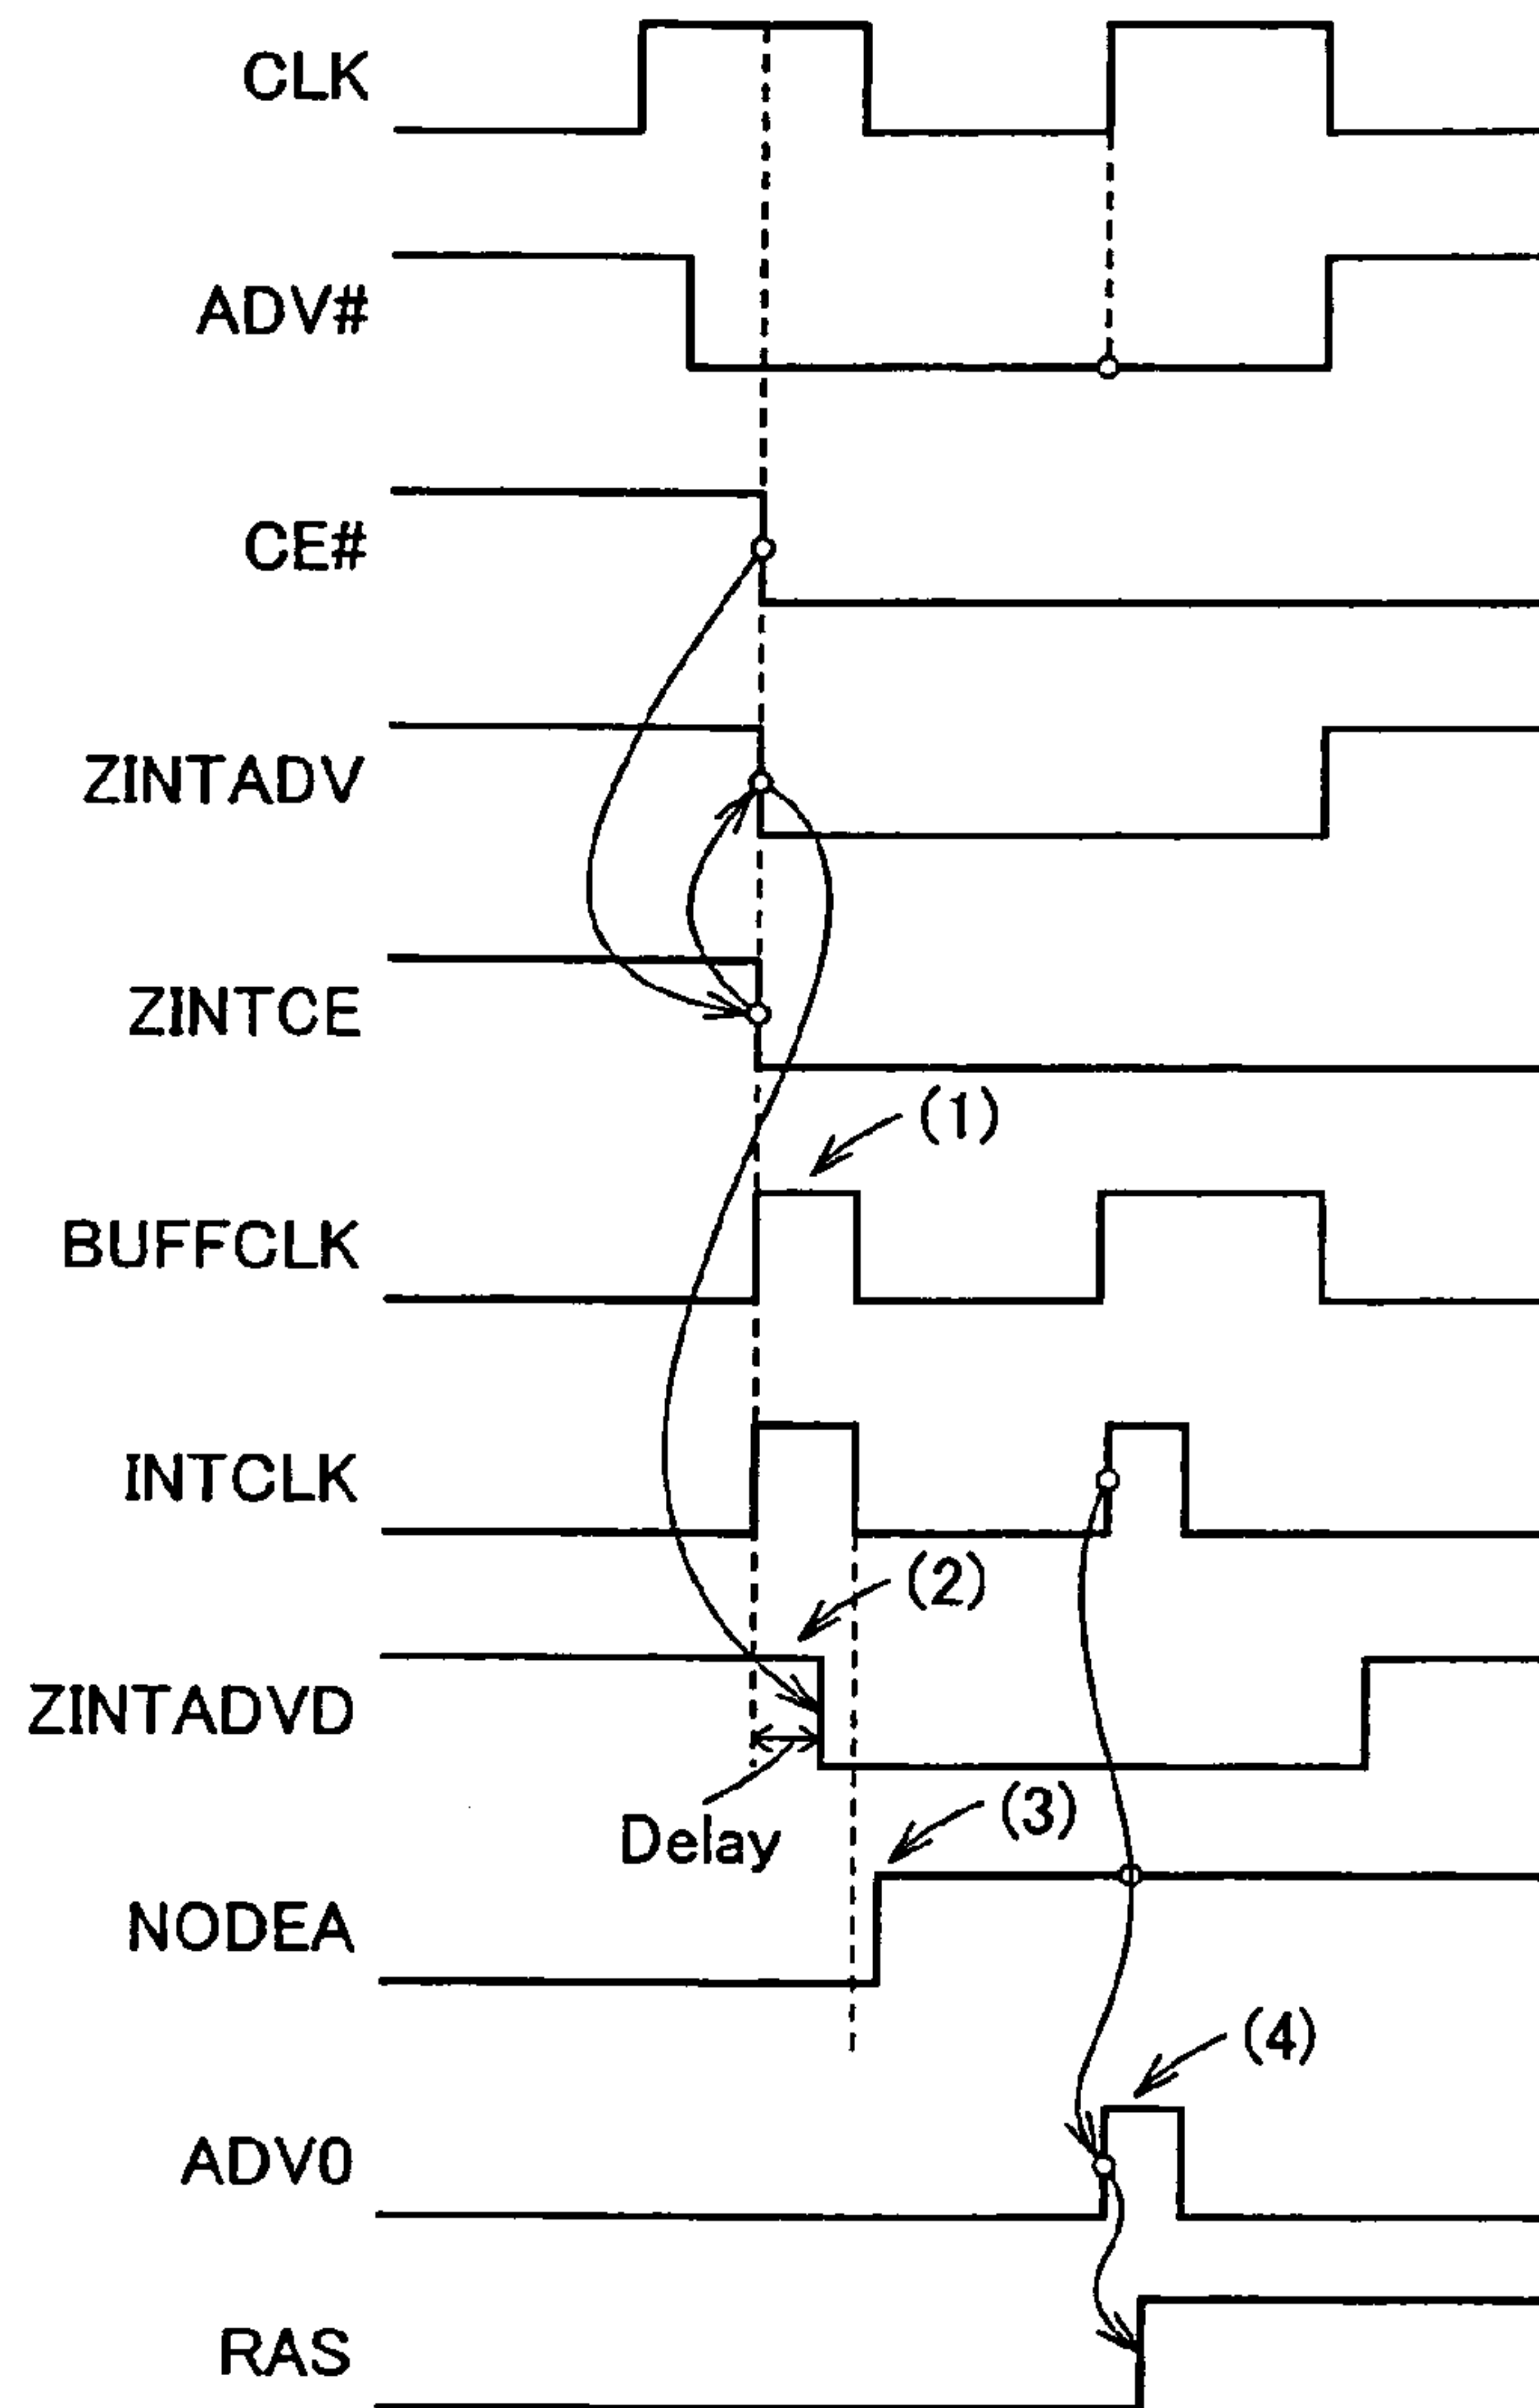 CLK
ADV#
CE#
ZINTADV
ZINTCE
(1)
BUFFCLK
INTCLK
(2)
ZINTADVD
Delay
(3)
NODEA
(4)
ADV0
RAS